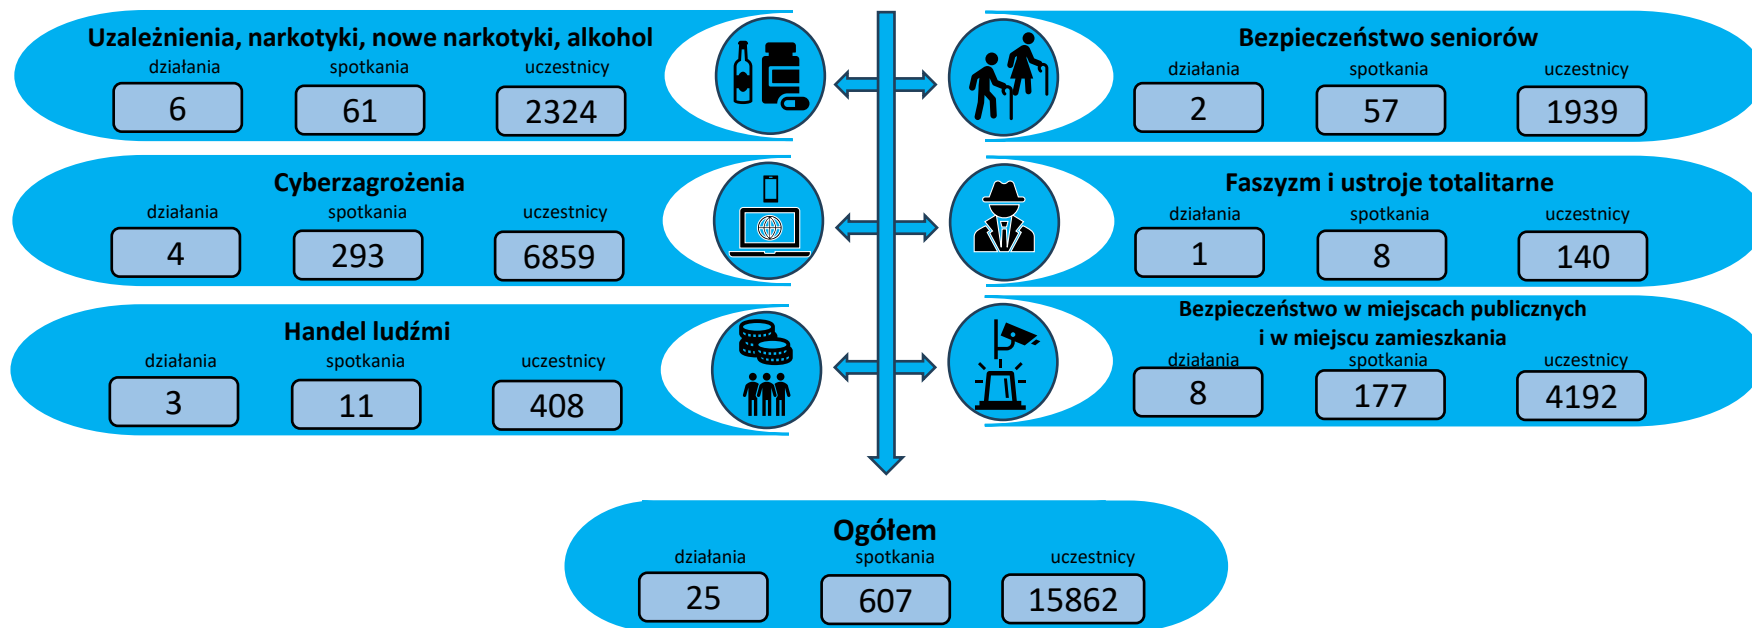 Uzależnienia, narkotyki, nowe narkotyki, alkohol
działania spotkania uczestnicy
6 61 2324
Bezpieczeństwo seniorów
działania spotkania uczestnicy
2 57 1939
Cyberzagrożenia
działania spotkania uczestnicy
4 293 6859
Faszyzm i ustroje totalitarne
działania spotkania uczestnicy
1 8 140
Handel ludźmi
działania spotkania uczestnicy
3 11 408
Bezpieczeństwo w miejscach publicznych
i w miejscu zamieszkania
działania spotkania uczestnicy
8 177 4192
Ogółem
działania spotkania uczestnicy
25 607 15862